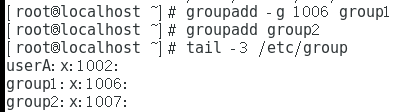 [root@localhost ~]# groupadd -g 1006 group1
[root@localhost ~]# groupadd group2
[root@localhost ~]# tail -3 /etc/group
userA:x:1002:
group1:x:1006:
group2:x:1007: